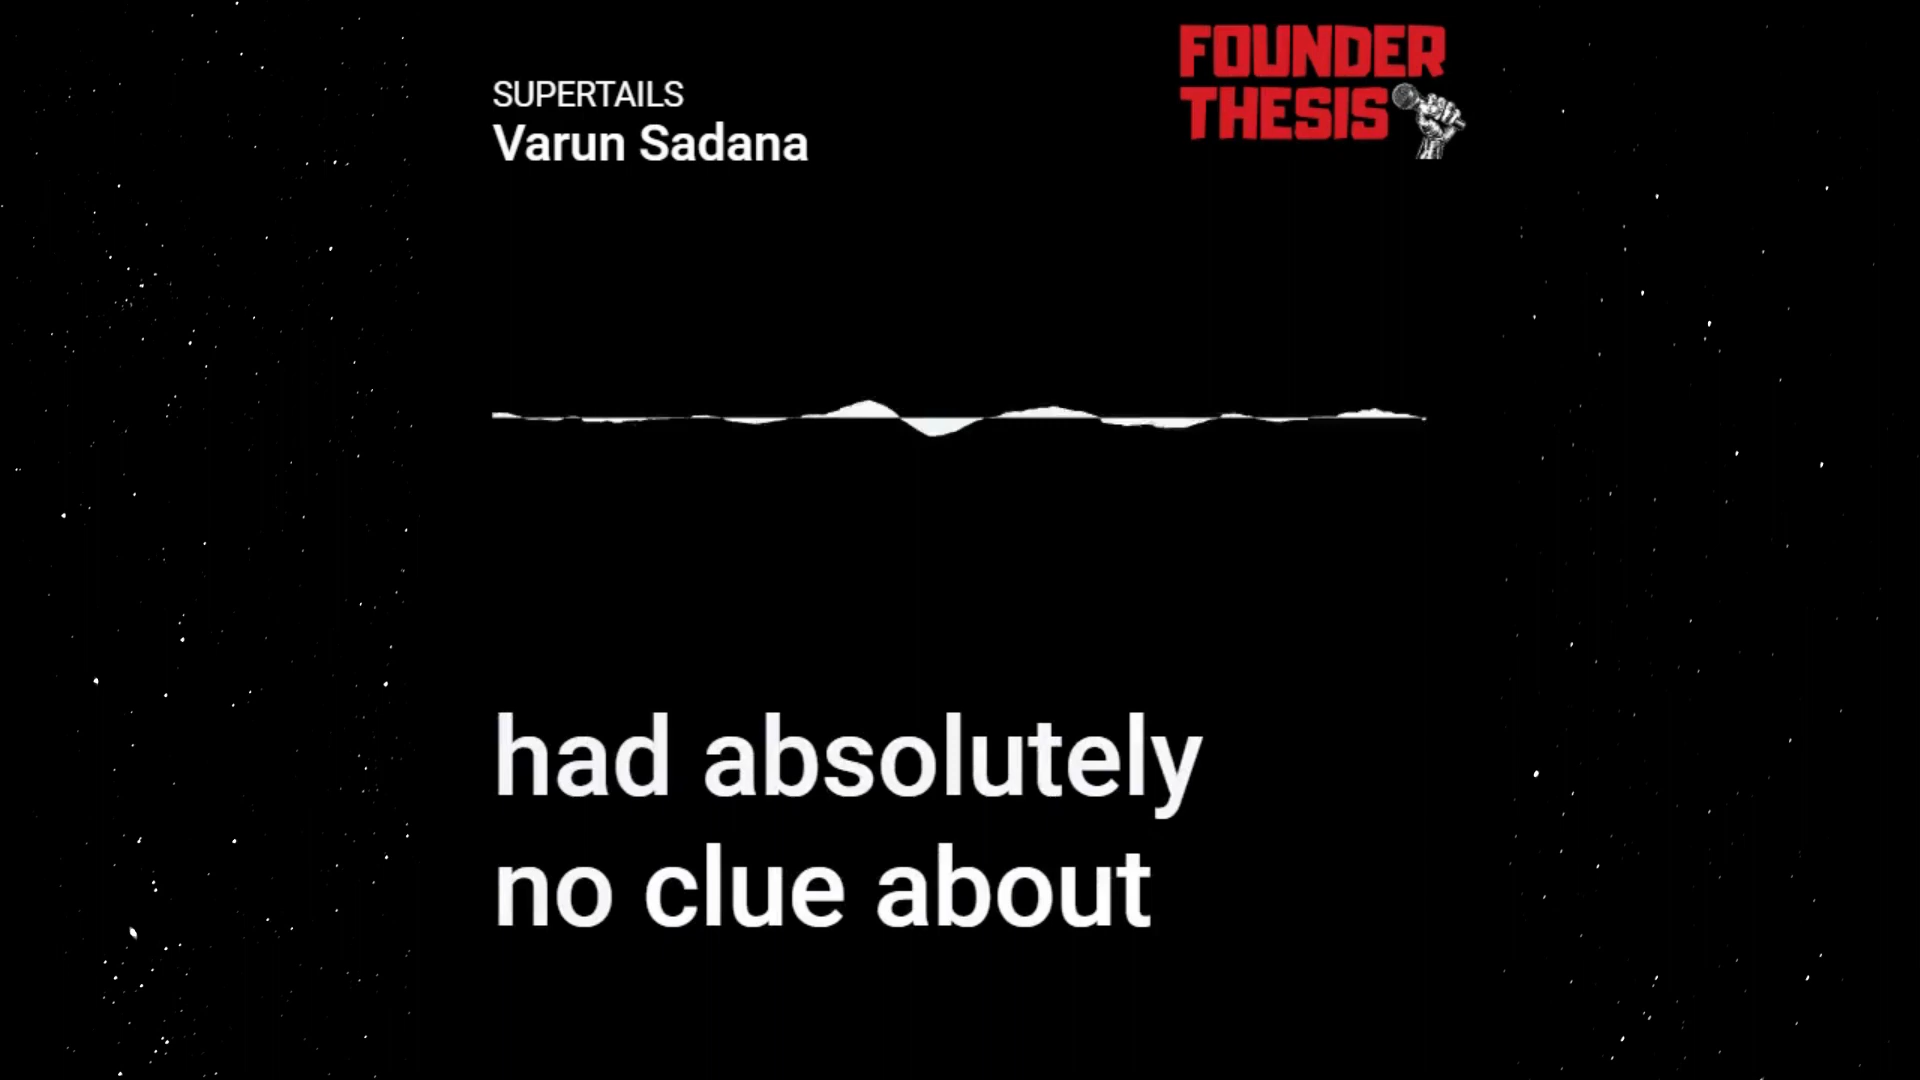 SUPERTAILS
Varun Sadana
FOUNDER
THESIS
had absolutely
no clue about